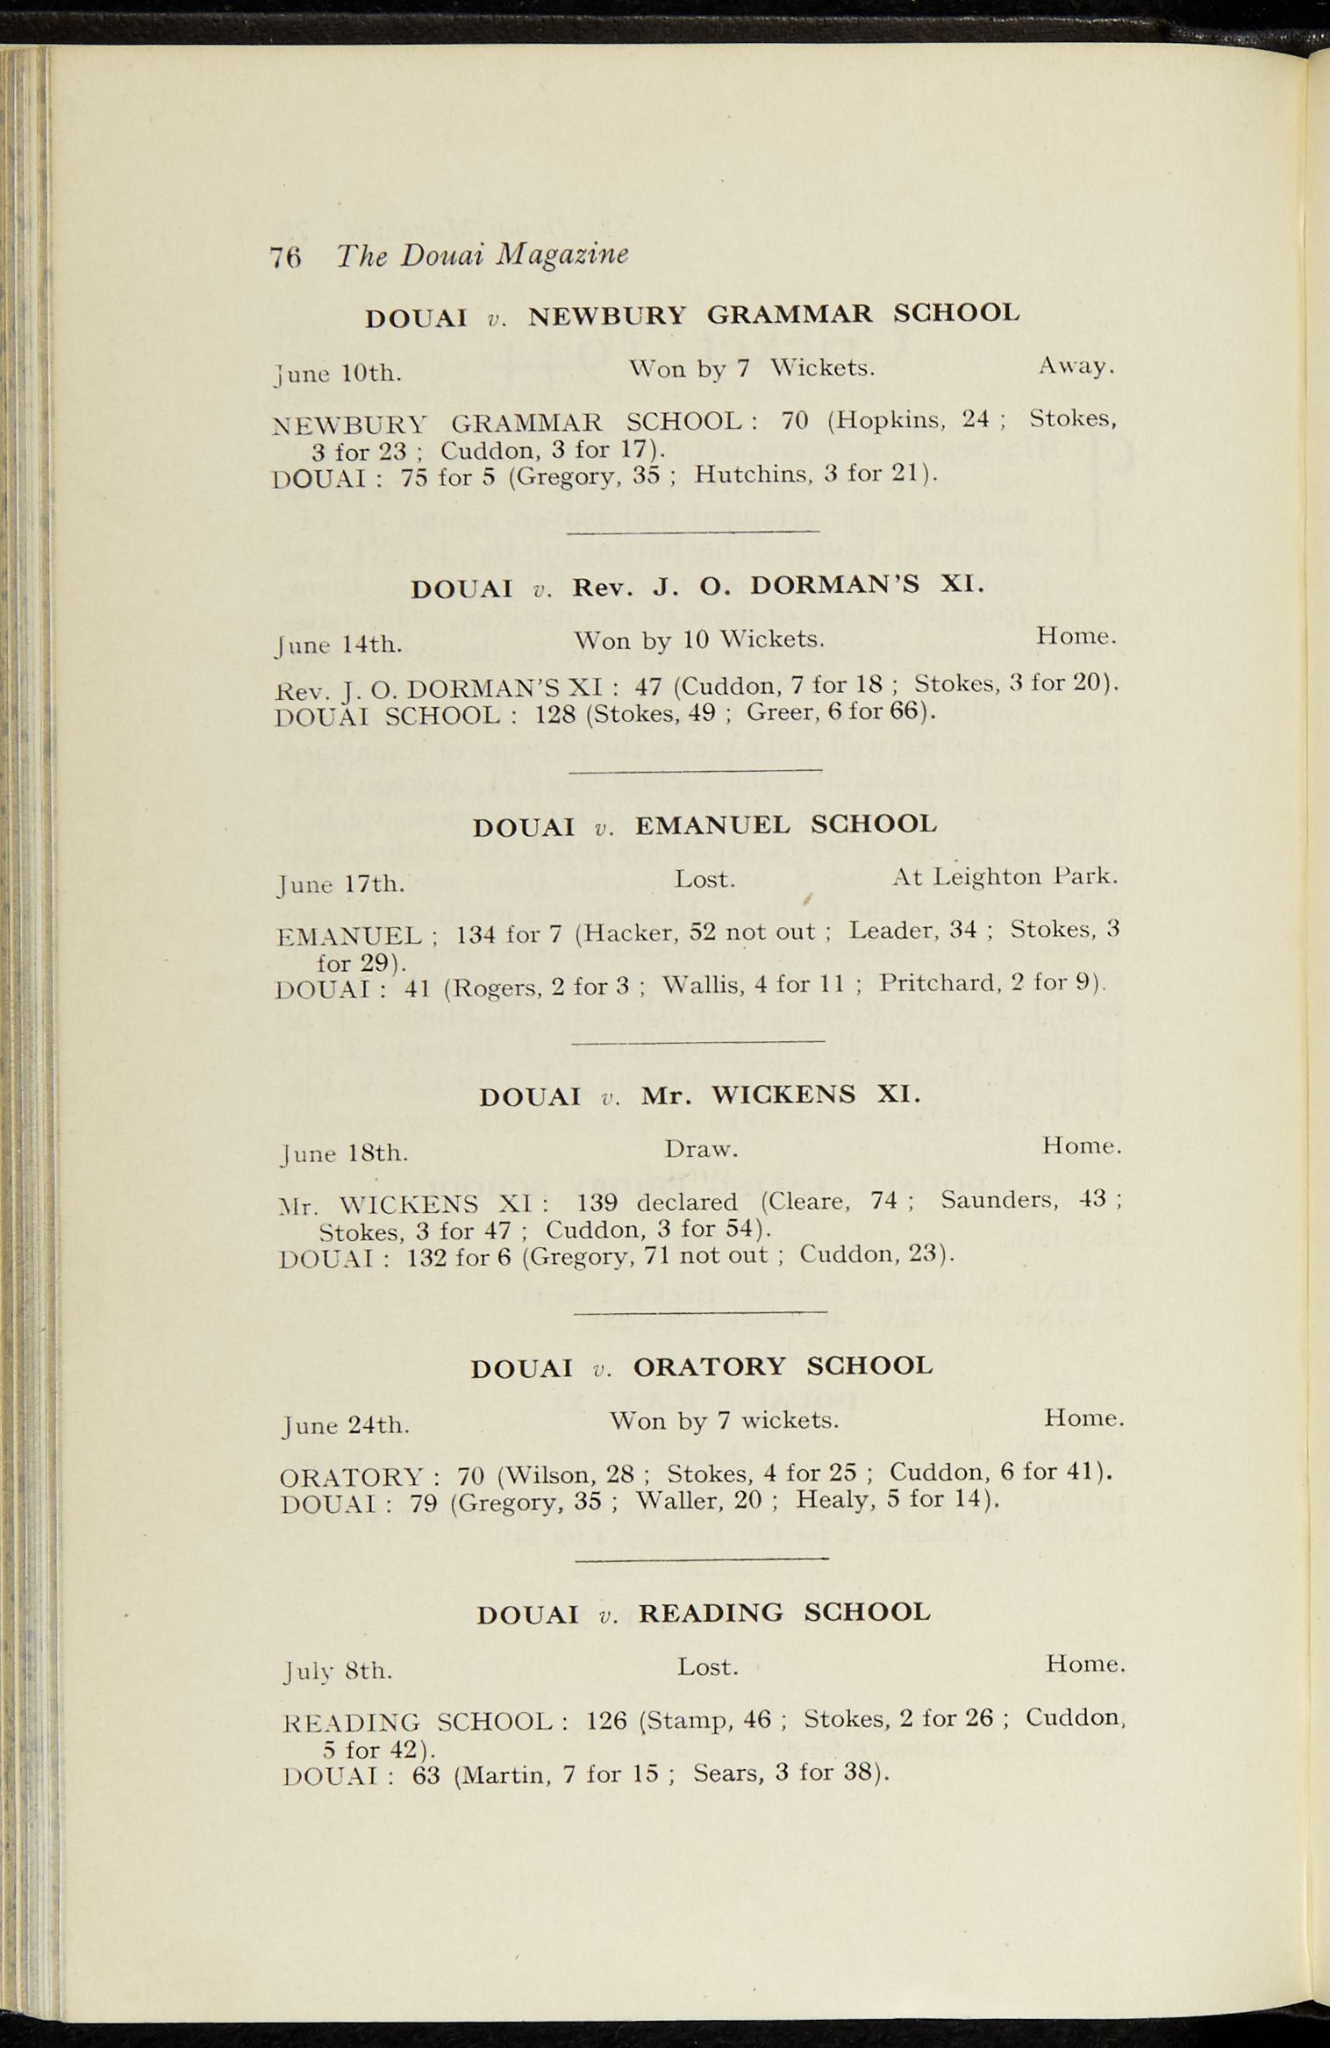 76 The Douai Magazine
DOUAI v. NEWBURY GRAMMAR SCHOOL
June 10th. Won by 7 Wickets. Away.
NEWBURY GRAMMAR SCHOOL : 70 (Hopkins, 24 ; Stokes,
3 for 23 ; Cuddon, 3 for 17).
DOUAI : 75 for 5 (Gregory, 35 ; Hutchins, 3 for 21).
DOUAI v. Rev. J. O. DORMAN'S XI.
June 14th. Won by 10 Wickets. Home.
Rev. J. O. DORMAN'S XI : 47 (Cuddon, 7 for 18 ; Stokes, 3 for 20).
DOUAI SCHOOL : 128 (Stokes, 49 ; Greer, 6 for 66).
DOUAI v. EMANUEL SCHOOL
June 17th. Lost. At Leighton Park.
EMANUEL ; 134 for 7 (Hacker, 52 not out ; Leader, 34 ; Stokes, 3
for 29).
DOUAI : 41 (Rogers, 2 for 3 ; Wallis, 4 for 11 ; Pritchard, 2 for 9).
DOUAI v. Mr. WICKENS XI.
June 18th. Draw. Home.
Mr. WICKENS XI : 139 declared (Cleare, 74 ; Saunders, 43 ;
Stokes, 3 for 47 ; Cuddon, 3 for 54).
DOUAI : 132 for 6 (Gregory, 71 not out ; Cuddon, 23).
DOUAI v. ORATORY SCHOOL
June 24th. Won by 7 wickets. Home.
ORATORY : 70 (Wilson, 28 ; Stokes, 4 for 25 ; Cuddon, 6 for 41).
DOUAI : 79 (Gregory, 35 ; Waller, 20 ; Healy, 5 for 14).
DOUAI v. READING SCHOOL
July 8th. Lost. Home.
READING SCHOOL : 126 (Stamp, 46 ; Stokes, 2 for 26 ; Cuddon,
5 for 42).
DOUAI : 63 (Martin, 7 for 15 ; Sears, 3 for 38).